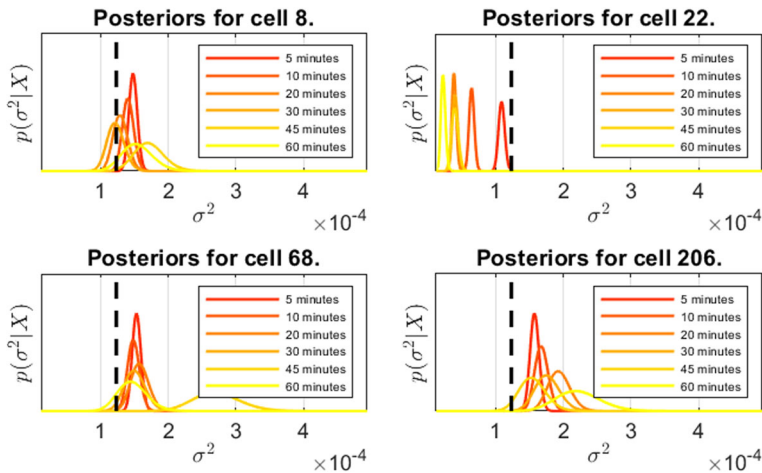 Posteriors for cell 8.
p(σ²|X)
5 minutes
10 minutes
20 minutes
30 minutes
45 minutes
60 minutes
1 2 3 4
σ²
×10⁻⁴
Posteriors for cell 22.
p(σ²|X)
5 minutes
10 minutes
20 minutes
30 minutes
45 minutes
60 minutes
1 2 3 4
σ²
×10⁻⁴
Posteriors for cell 68.
p(σ²|X)
5 minutes
10 minutes
20 minutes
30 minutes
45 minutes
60 minutes
1 2 3 4
σ²
×10⁻⁴
Posteriors for cell 206.
p(σ²|X)
5 minutes
10 minutes
20 minutes
30 minutes
45 minutes
60 minutes
1 2 3 4
σ²
×10⁻⁴